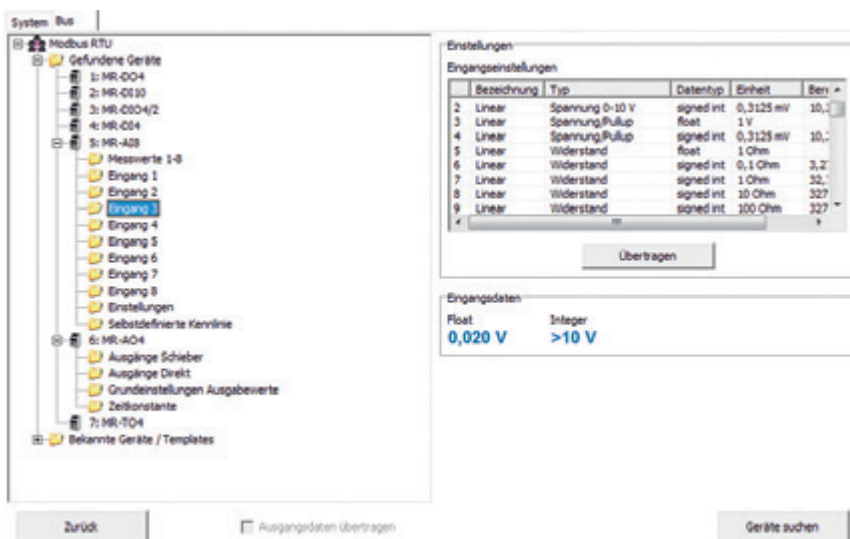 System Bus
Modbus RTU
Gefundene Geräte
1: MR-DO4
2: MR-DI10
3: MR-DIO4/2
4: MR-DI4
5: MR-AI8
Messwerte 1-8
Eingang 1
Eingang 2
Eingang 3
Eingang 4
Eingang 5
Eingang 6
Eingang 7
Eingang 8
Einstellungen
Selbstdefinierte Kennlinie
6: MR-AO4
Ausgänge Schieber
Ausgänge Direkt
Grundeinstellungen Ausgabewerte
Zeitkonstante
7: MR-TO4
Bekannte Geräte / Templates
Einstellungen
Eingangseinstellungen
Bezeichnung Typ Datentyp Einheit
2 Linear Spannung 0-10 V signed int 0,3125 mV
3 Linear Spannung,Pullup float 1 V
4 Linear Spannung,Pullup signed int 0,3125 mV
5 Linear Widerstand float 1 Ohm
6 Linear Widerstand signed int 0,1 Ohm 3,2
7 Linear Widerstand signed int 1 Ohm 32,
8 Linear Widerstand signed int 10 Ohm 327
9 Linear Widerstand signed int 100 Ohm 327
Übertragen
Eingangsdaten
Float Integer
0,020 V >10 V
Zurück Ausgangsdaten übertragen Geräte suchen